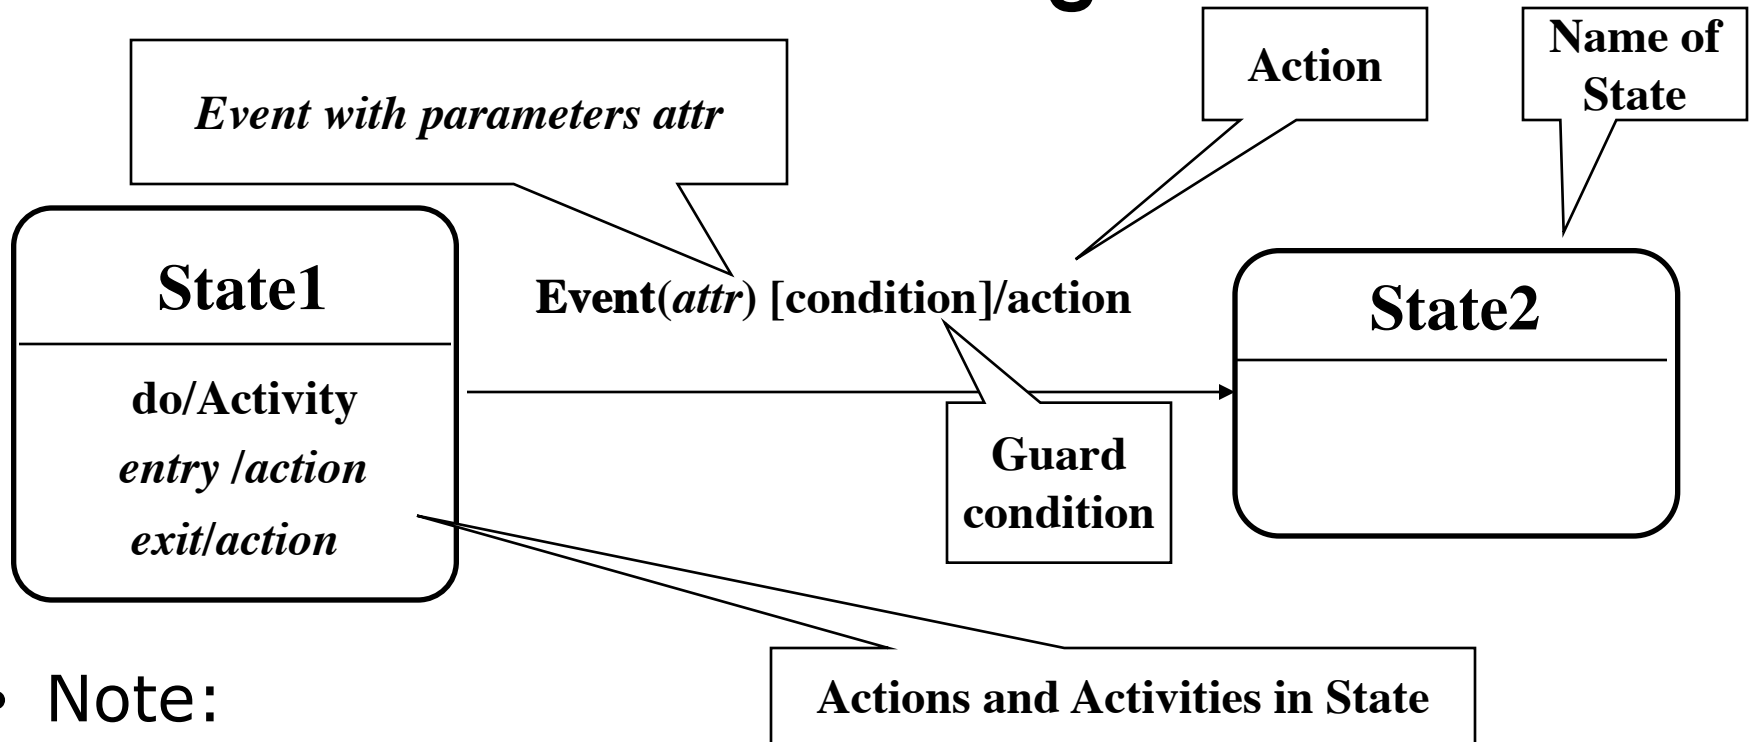 Action
Name of
State
Event with parameters attr
State1
Event(attr) [condition]/action
State2
do/Activity
entry /action
exit/action
Guard
condition
Actions and Activities in State
• Note: